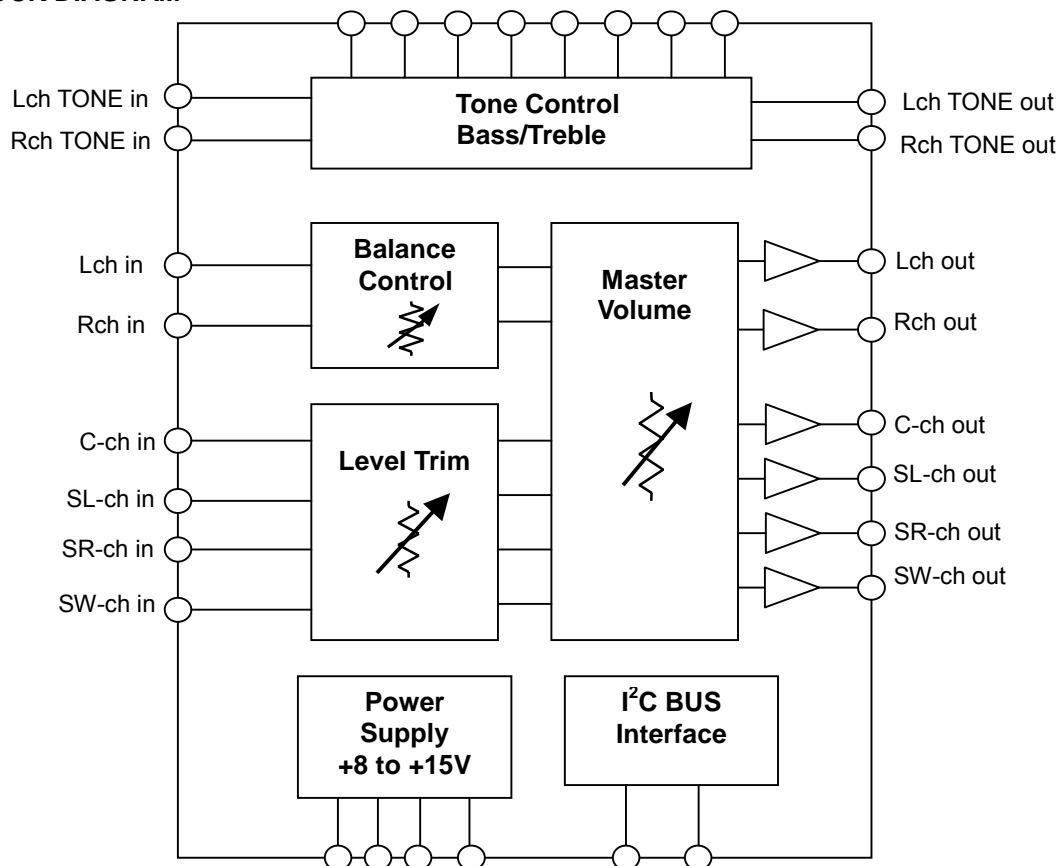 Tone Control
Bass/Treble
Lch TONE in
Rch TONE in
Lch TONE out
Rch TONE out
Balance
Control
Master
Volume
Lch in
Rch in
Lch out
Rch out
Level Trim
C-ch in
SL-ch in
SR-ch in
SW-ch in
C-ch out
SL-ch out
SR-ch out
SW-ch out
Power
Supply
+8 to +15V
I²C BUS
Interface